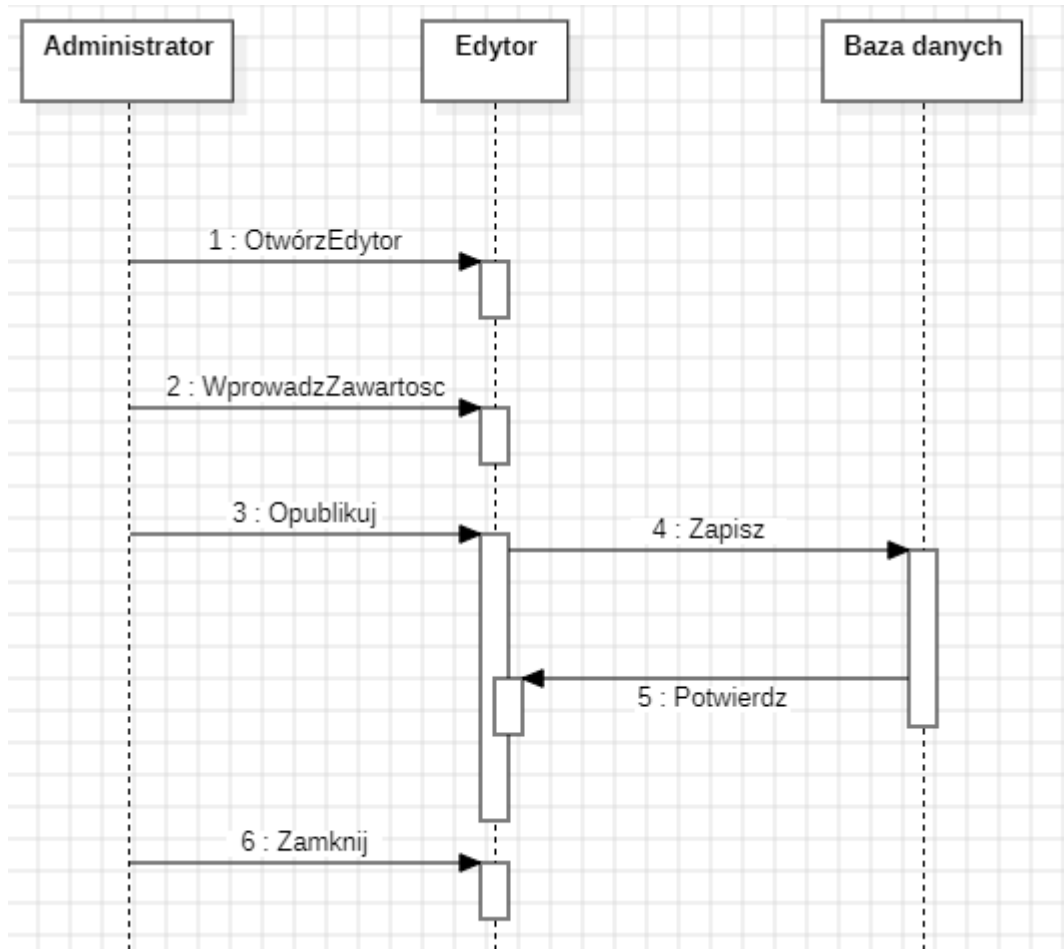 Administrator
Edytor
Baza danych
1 : OtwórzEdytor
2 : WprowadzZawartosc
3 : Opublikuj
4 : Zapisz
5 : Potwierdz
6 : Zamknij